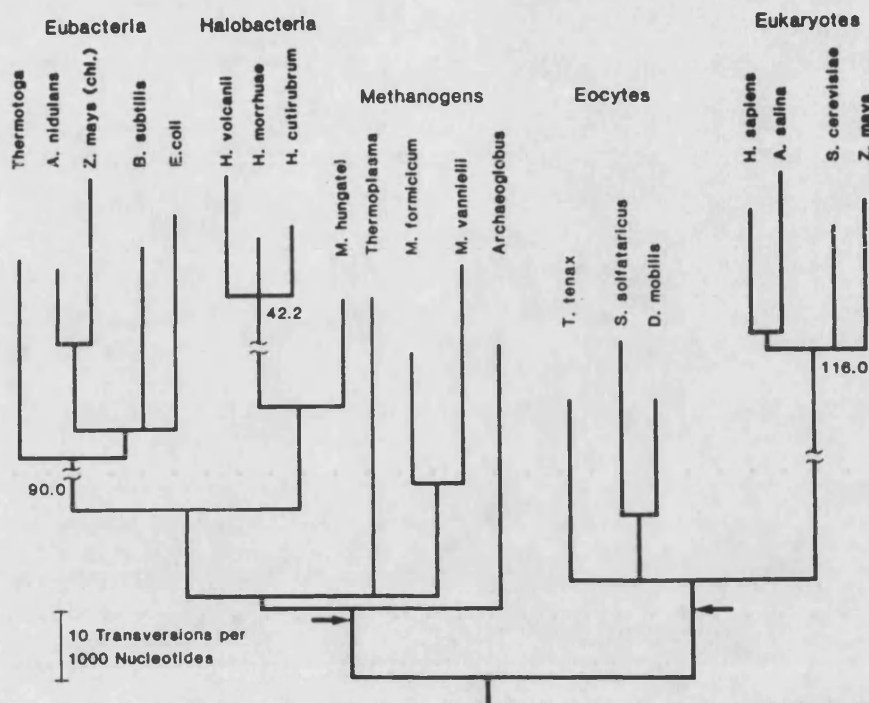 Eubacteria
Halobacteria
Eukaryotes
Methanogens
Eocytes
Thermotoga
A. nidulans
Z. mays (chl.)
B. subtilis
E.coli
H. volcanii
H. morrhuae
H. cutirubrum
M. hungatei
Thermoplasma
M. formicicum
M. vannielii
Archaeoglobus
T. tenax
S. solfataricus
D. mobilis
H. sapiens
A. salina
S. cerevisiae
Z. mays
42.2
116.0
90.0
10 Transversions per
1000 Nucleotides